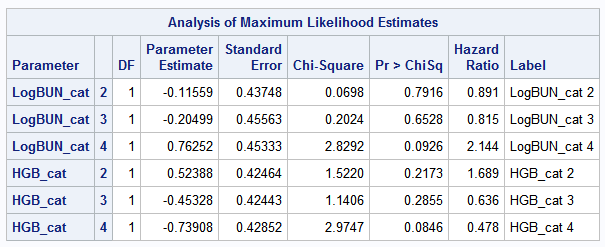 Analysis of Maximum Likelihood Estimates
Parameter DF Parameter Estimate Standard Error Chi-Square Pr > ChiSq Hazard Ratio Label
LogBUN_cat 2 1 -0.11559 0.43748 0.0698 0.7916 0.891 LogBUN_cat 2
LogBUN_cat 3 1 -0.20499 0.45563 0.2024 0.6528 0.815 LogBUN_cat 3
LogBUN_cat 4 1 0.76252 0.45333 2.8292 0.0926 2.144 LogBUN_cat 4
HGB_cat 2 1 0.52388 0.42464 1.5220 0.2173 1.689 HGB_cat 2
HGB_cat 3 1 -0.45328 0.42443 1.1406 0.2855 0.636 HGB_cat 3
HGB_cat 4 1 -0.73908 0.42852 2.9747 0.0846 0.478 HGB_cat 4